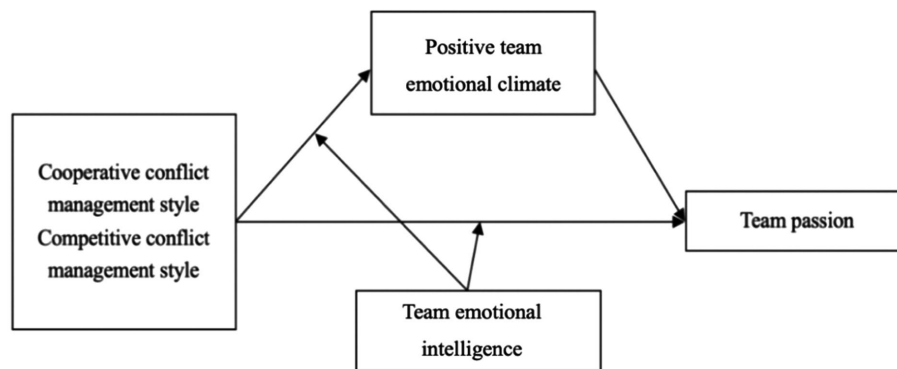 Positive team
emotional climate
Cooperative conflict
management style
Competitive conflict
management style
Team passion
Team emotional
intelligence